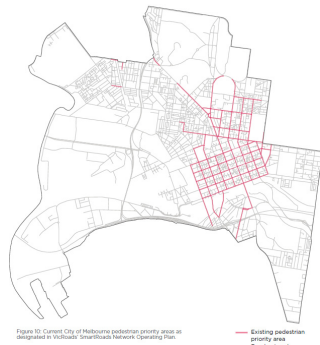 Figure 10: Current City of Melbourne pedestrian priority areas as
designated in VicRoads' SmartRoads Network Operating Plan.
Existing pedestrian
priority area